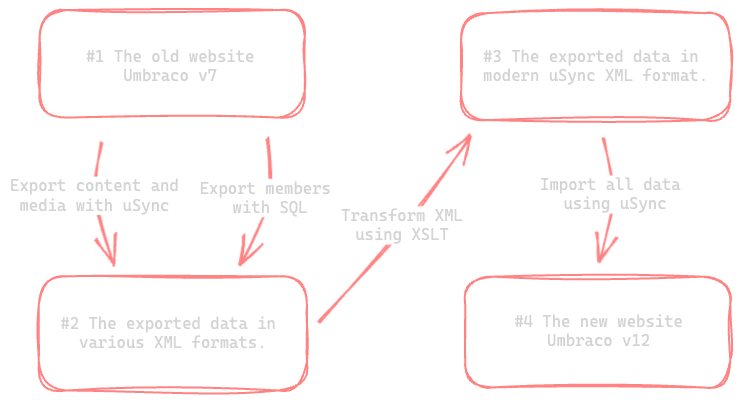 #1 The old website
Umbraco v7
Export content and
media with uSync
Export members
with SQL
#2 The exported data in
various XML formats.
Transform XML
using XSLT
#3 The exported data in
modern uSync XML format.
Import all data
using uSync
#4 The new website
Umbraco v12